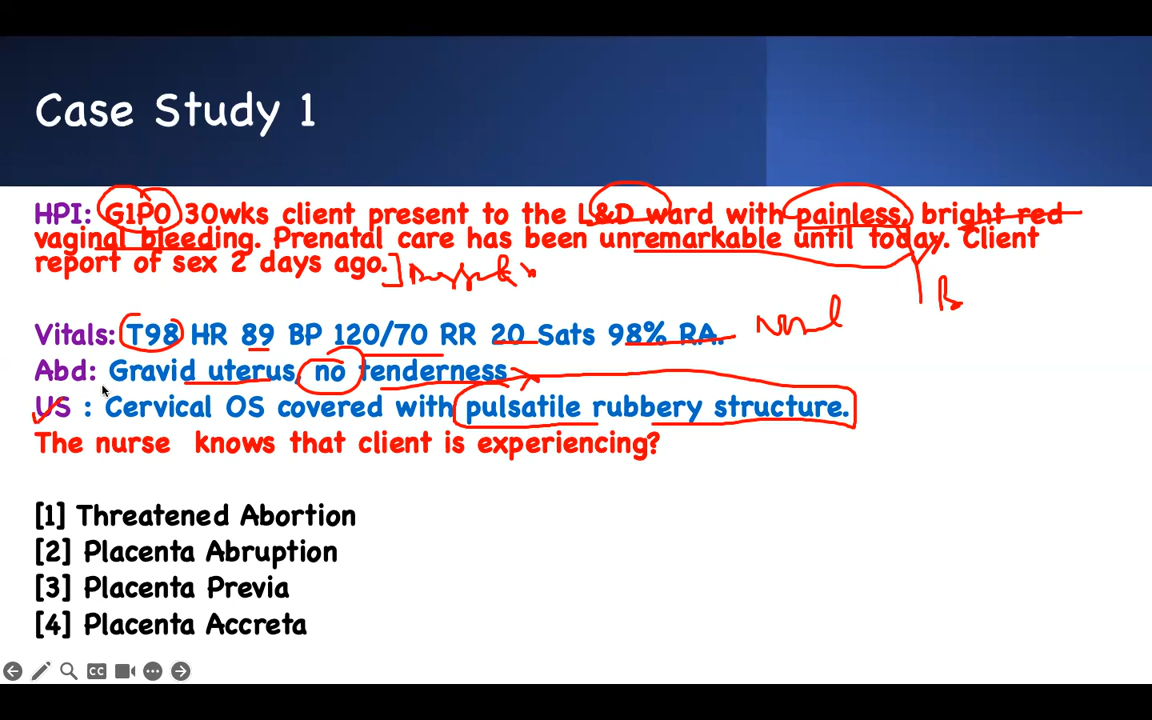 Case Study 1
HPI: G1P0 30wks client present to the L&D ward with painless, bright red
vaginal bleeding. Prenatal care has been unremarkable until today. Client
report of sex 2 days ago.
Vitals: T98 HR 89 BP 120/70 RR 20 Sats 98% RA.
Abd: Gravid uterus, no tenderness
US : Cervical OS covered with pulsatile rubbery structure.
The nurse knows that client is experiencing?
[1] Threatened Abortion
[2] Placenta Abruption
[3] Placenta Previa
[4] Placenta Accreta
CC